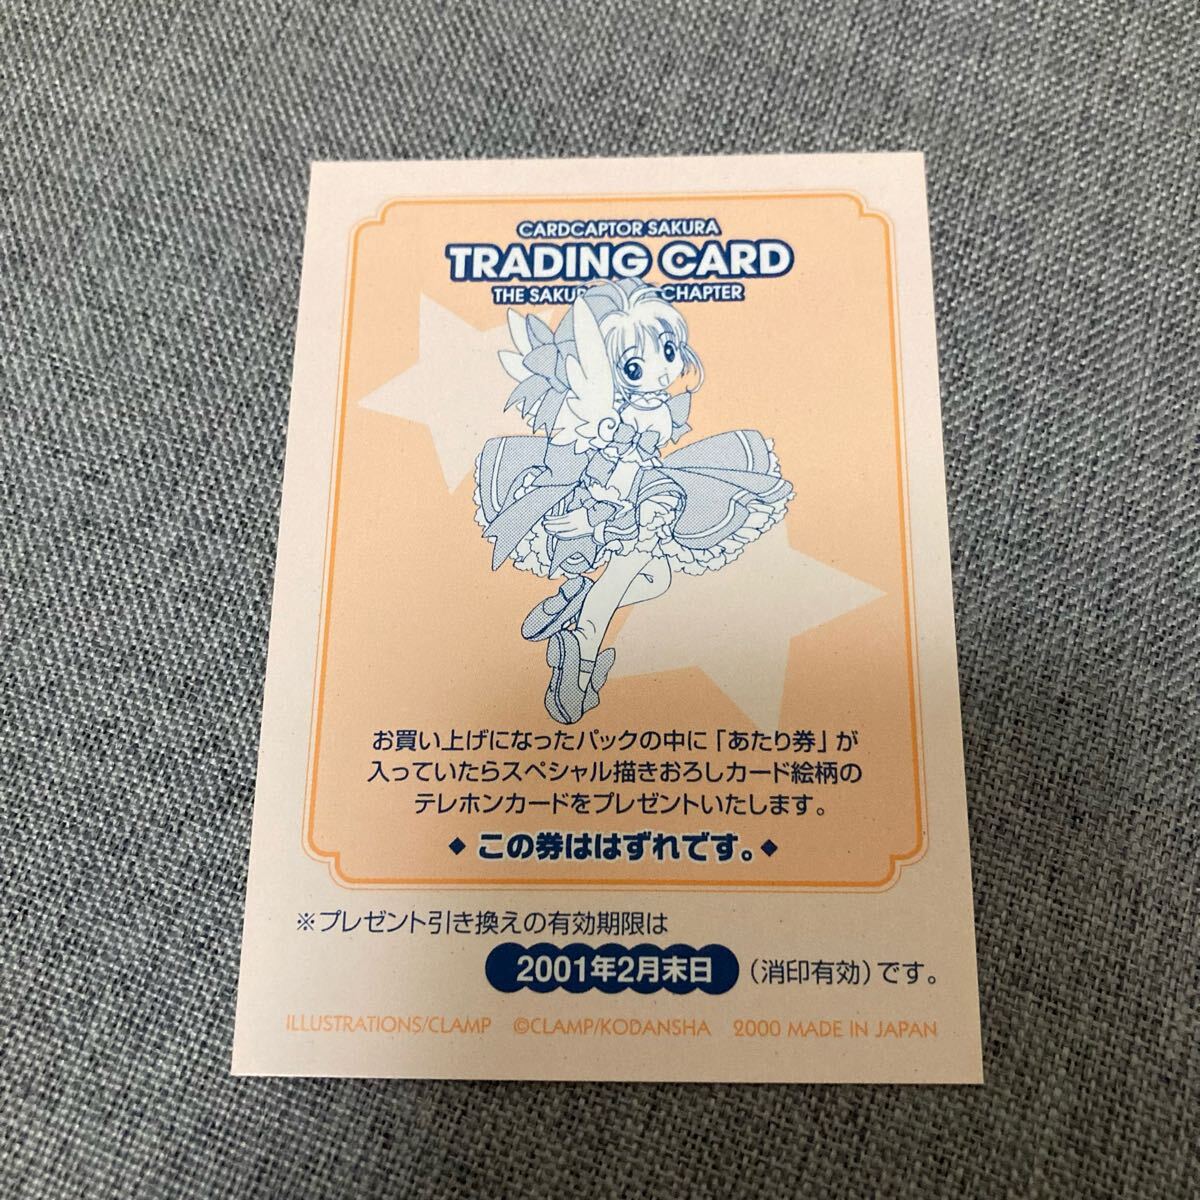 CARDCAPTOR SAKURA
TRADING CARD
THE SAKU CHAPTER
お買い上げになったパックの中に「あたり券」が
入っていたらスペシャル描きおろしカード絵柄の
テレホンカードをプレゼントいたします。
◆ この券ははずれです。◆
※プレゼント引き換えの有効期限は
2001年2月末日 (消印有効)です。
ILLUSTRATIONS/CLAMP ©CLAMP/KODANSHA 2000 MADE IN JAPAN